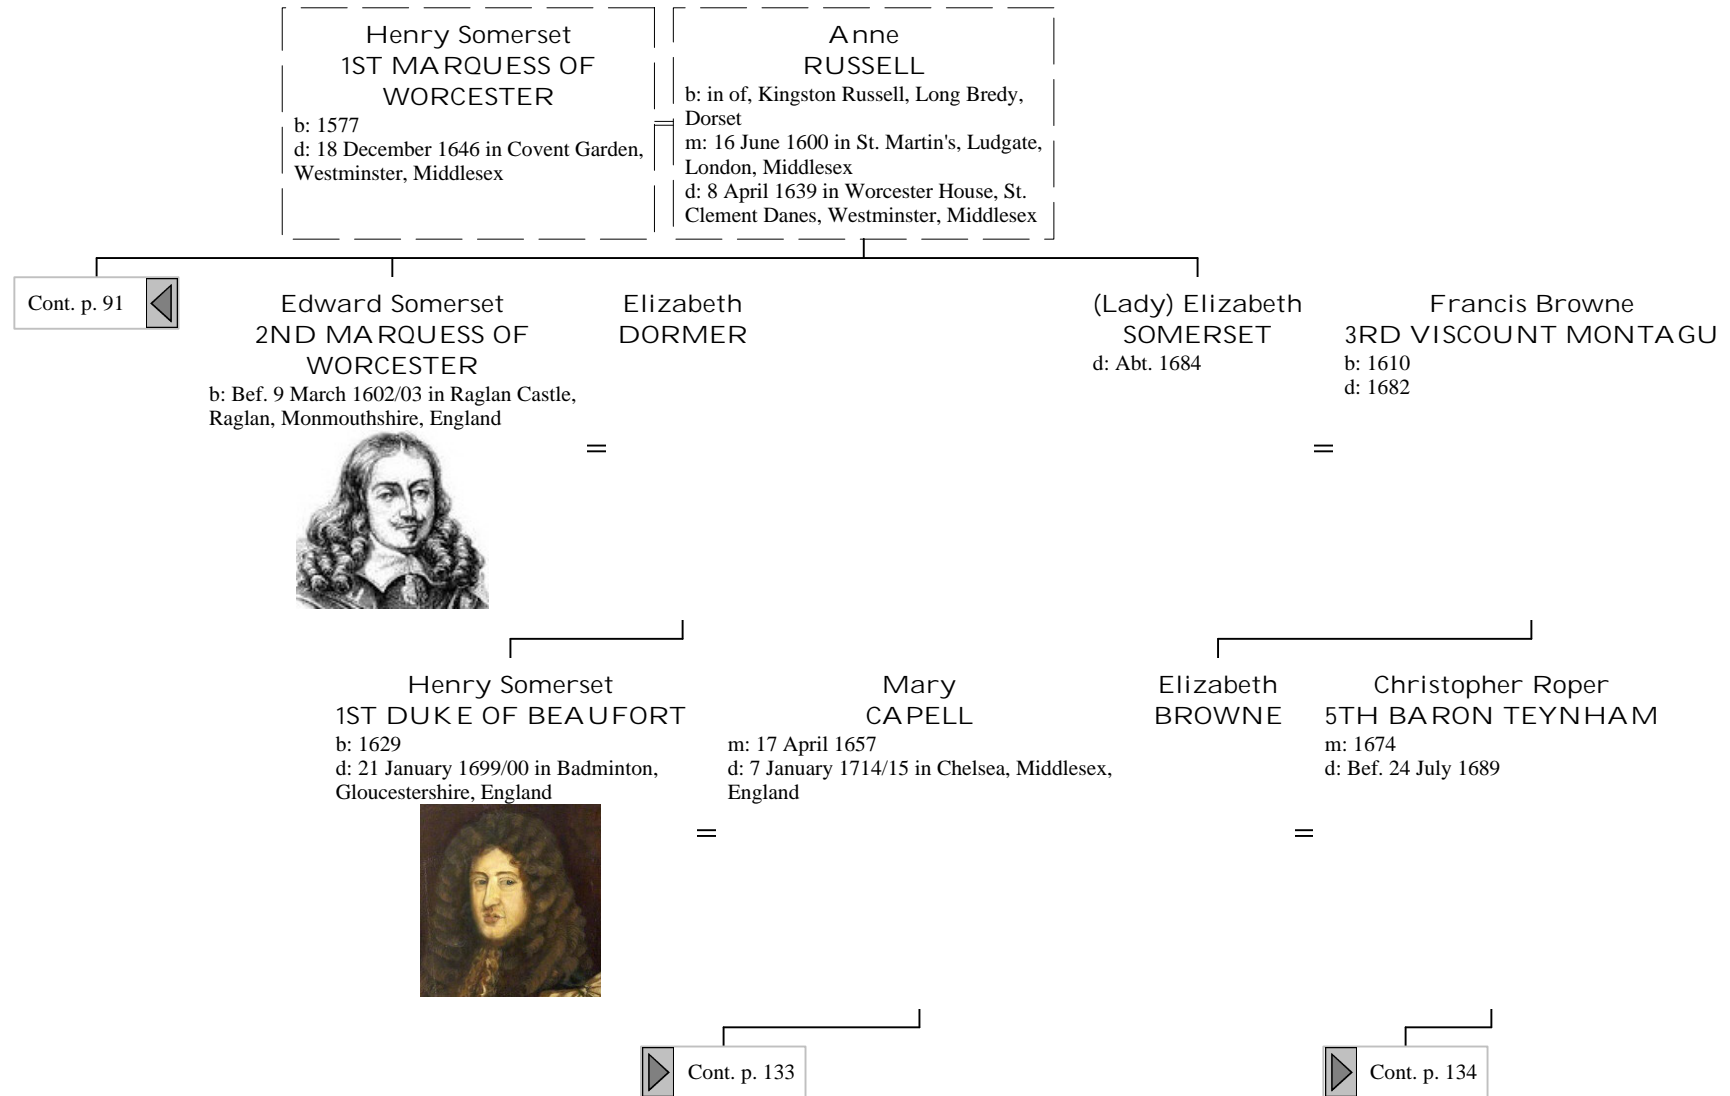 Henry Somerset
1ST MARQUESS OF
WORCESTER
b: 1577
d: 18 December 1646 in Covent Garden,
Westminster, Middlesex
Anne
RUSSELL
b: in of, Kingston Russell, Long Bredy,
Dorset
m: 16 June 1600 in St. Martin's, Ludgate,
London, Middlesex
d: 8 April 1639 in Worcester House, St.
Clement Danes, Westminster, Middlesex
Cont. p. 91
Edward Somerset
2ND MARQUESS OF
WORCESTER
b: Bef. 9 March 1602/03 in Raglan Castle,
Raglan, Monmouthshire, England
=
Elizabeth
DORMER
(Lady) Elizabeth
SOMERSET
d: Abt. 1684
=
Francis Browne
3RD VISCOUNT MONTAGU
b: 1610
d: 1682
Henry Somerset
1ST DUKE OF BEAUFORT
b: 1629
d: 21 January 1699/00 in Badminton,
Gloucestershire, England
=
Mary
CAPELL
m: 17 April 1657
d: 7 January 1714/15 in Chelsea, Middlesex,
England
Elizabeth
BROWNE
=
Christopher Roper
5TH BARON TEYNHAM
m: 1674
d: Bef. 24 July 1689
Cont. p. 133
Cont. p. 134